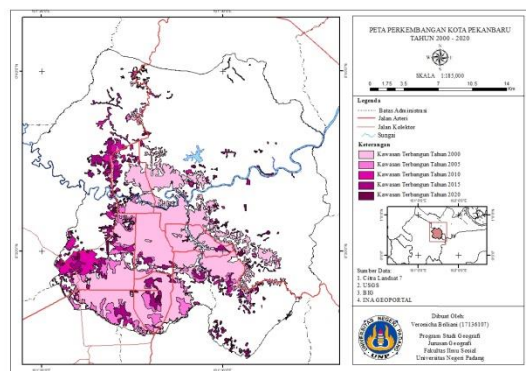 PETA PERKEMBANGAN KOTA PEKANBARU
TAHUN 2000 - 2020
SKALA 1:185,000
0 1.75 3.5 7 10.5 14
Km
Legenda
Batas Administrasi
Jalan Arteri
Jalan Kolektor
Sungai
Keterangan
Kawasan Terbangun Tahun 2000
Kawasan Terbangun Tahun 2005
Kawasan Terbangun Tahun 2010
Kawasan Terbangun Tahun 2015
Kawasan Terbangun Tahun 2020
Sumber Data:
1. Citra Landsat 7
2. USGS
3. BIG
4. INA GEOPORTAL
UNIVERSITAS NEGERI PADANG
UNP
Dibuat Oleh:
Program Studi Geografi
Jurusan Geografi
Fakultas Ilmu Sosial
Universitas Negeri Padang